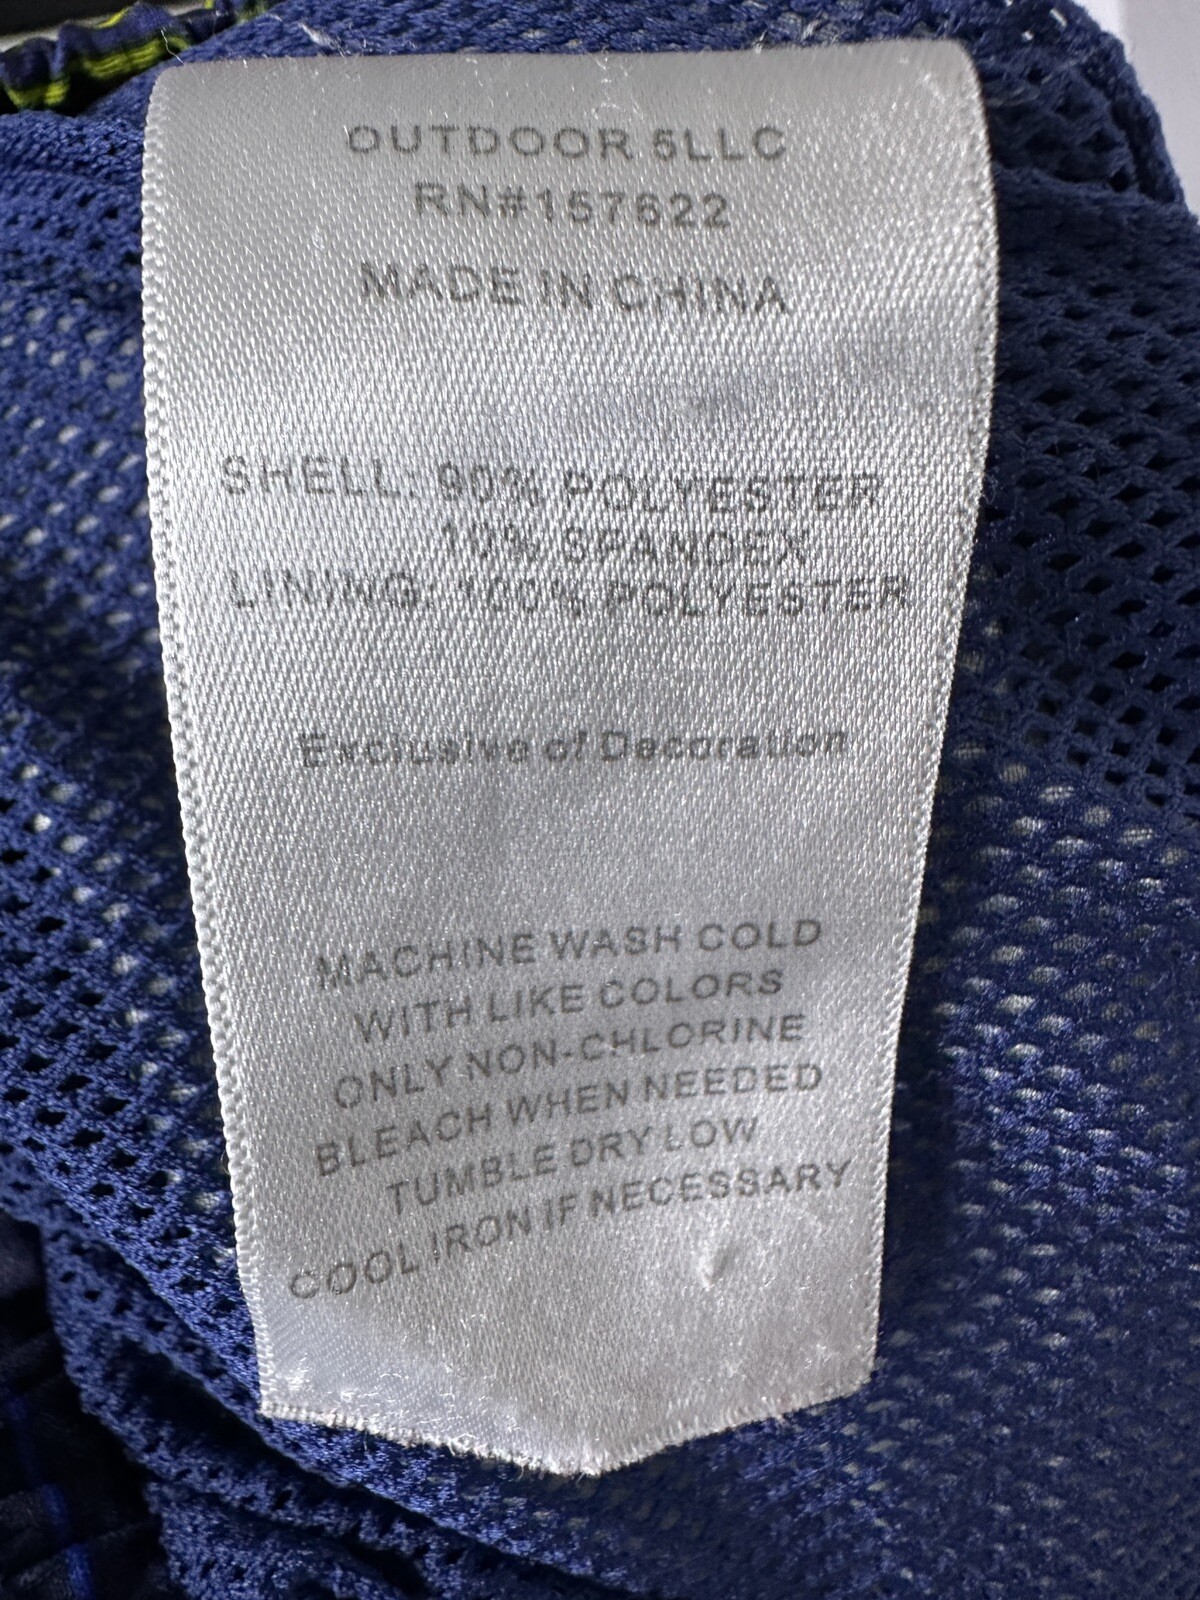 OUTDOOR 5LLC
RN#157622
MADE IN CHINA
SHELL: 90% POLYESTER
10% SPANDEX
LINING: 100% POLYESTER
Exclusive of Decoration
MACHINE WASH COLD
WITH LIKE COLORS
ONLY NON-CHLORINE
BLEACH WHEN NEEDED
TUMBLE DRY LOW
COOL IRON IF NECESSARY